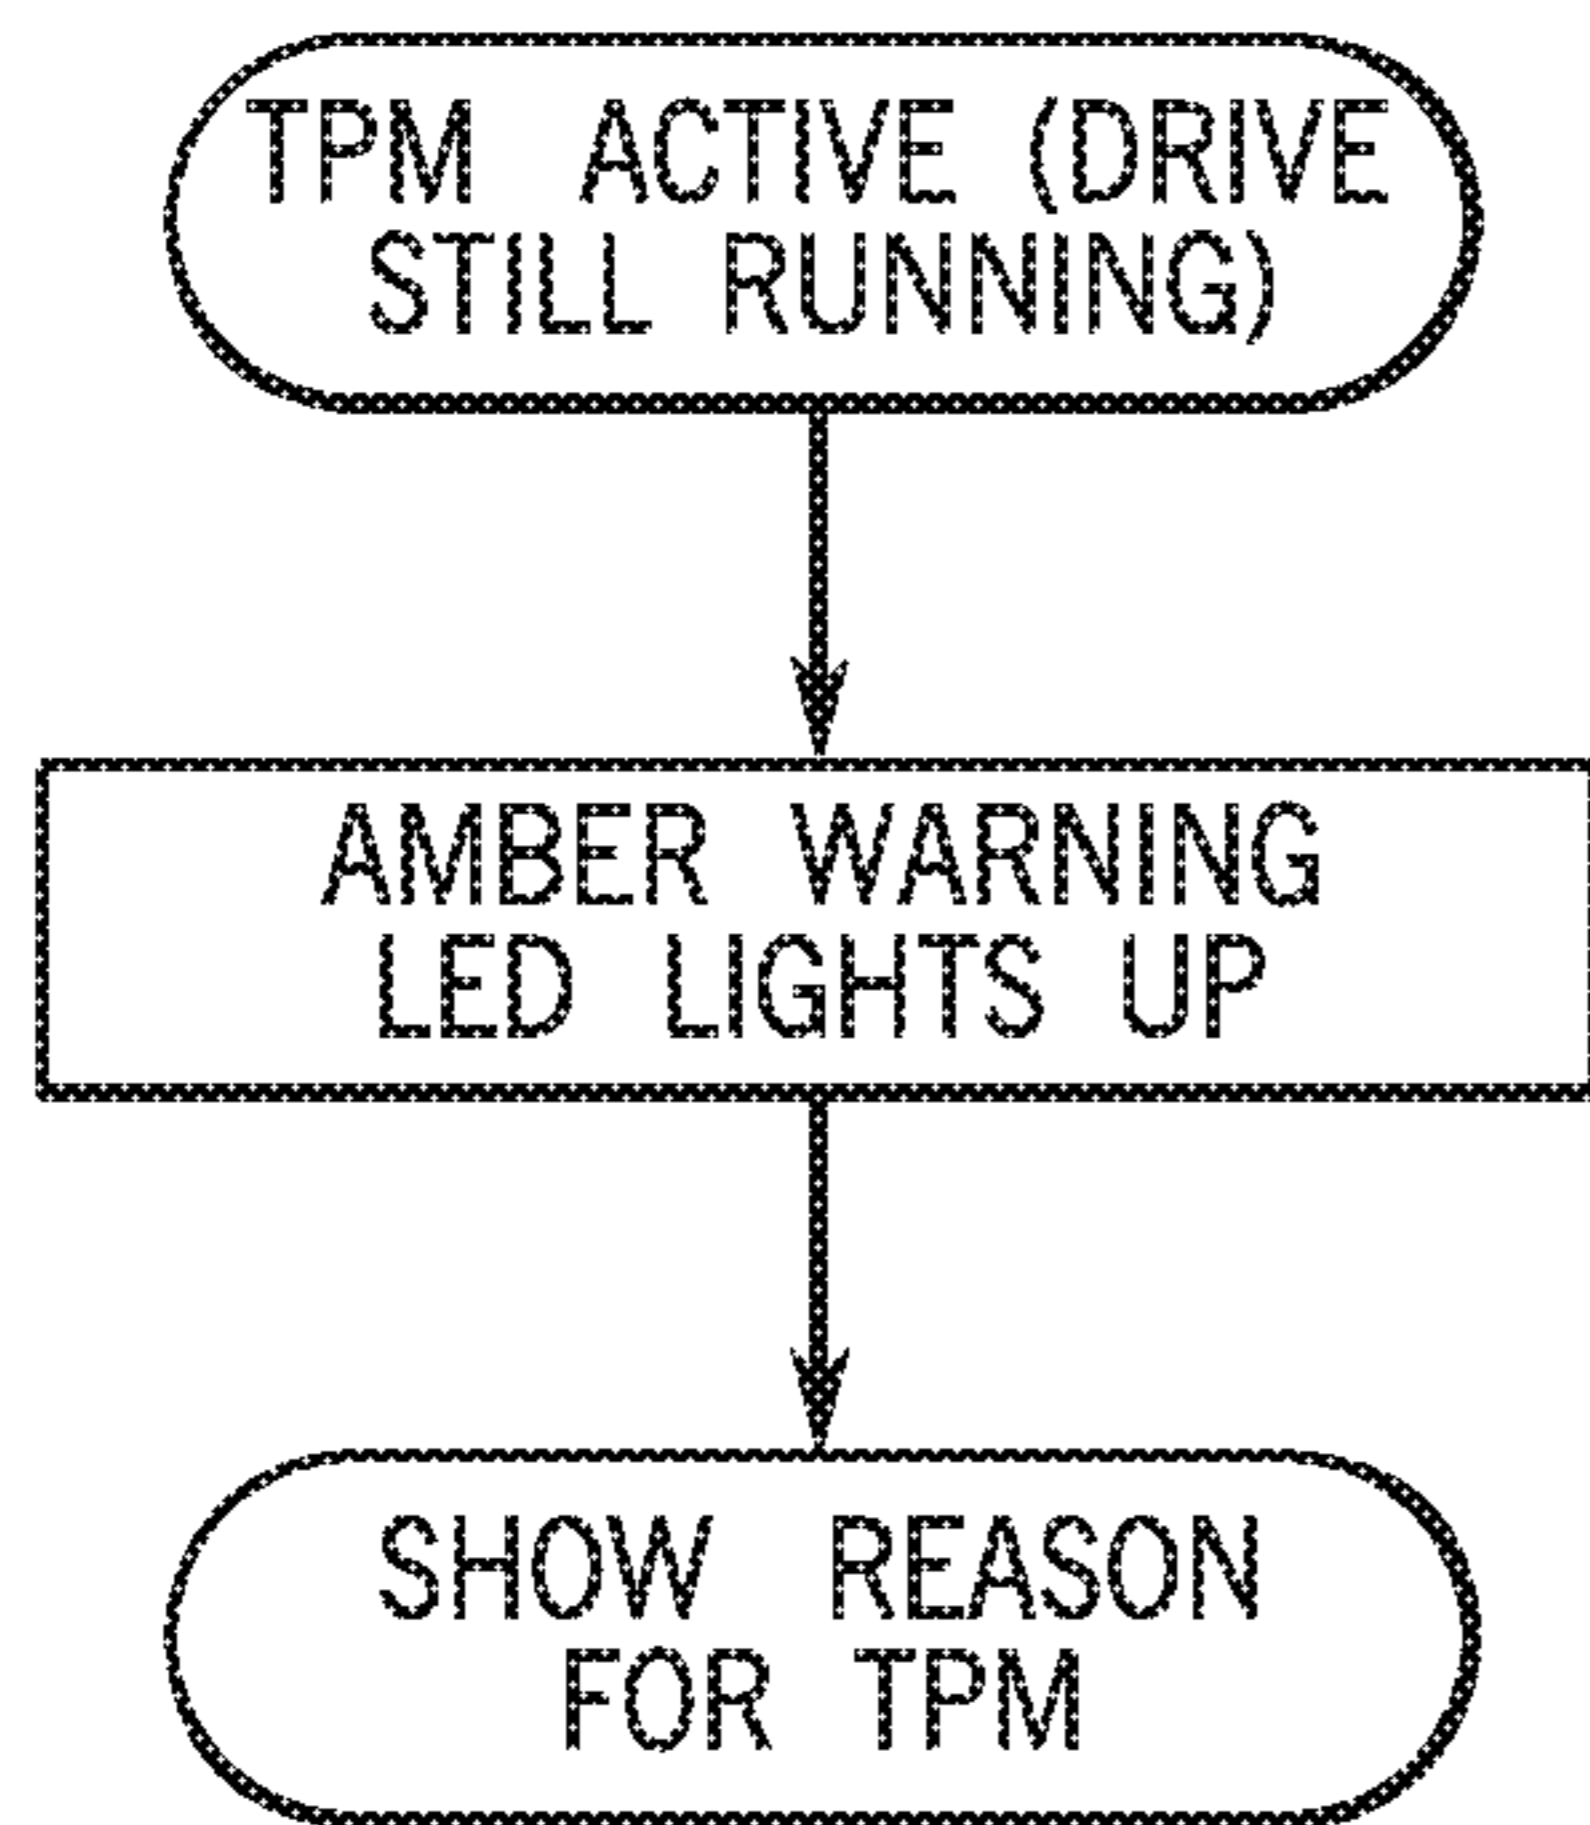 TPM ACTIVE (DRIVE
STILL RUNNING)
AMBER WARNING
LED LIGHTS UP
SHOW REASON
FOR TPM